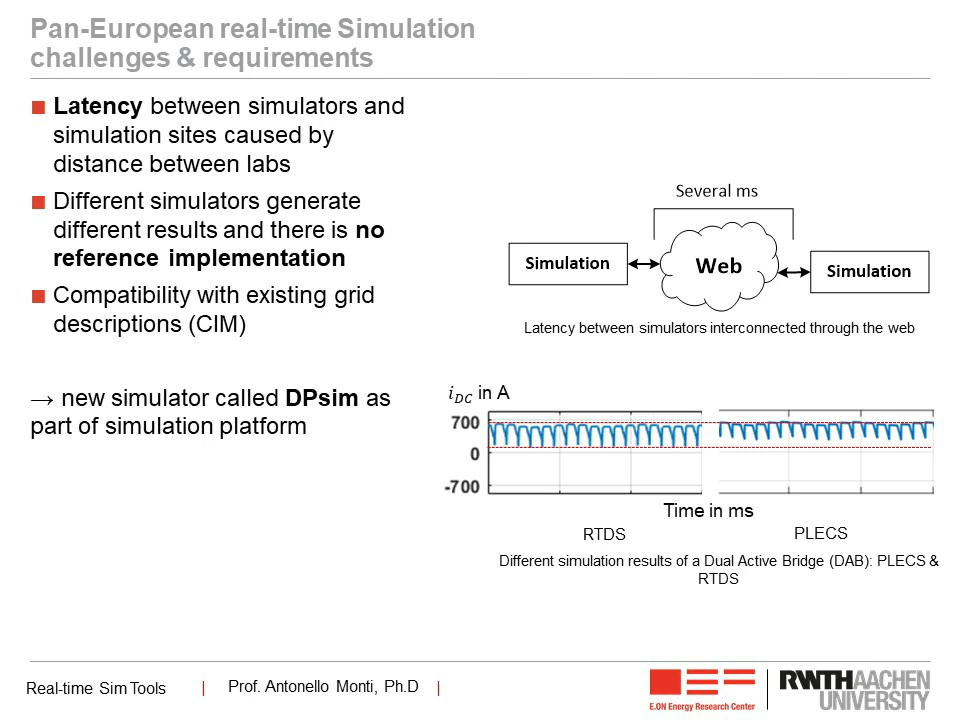 Pan-European real-time Simulation
challenges & requirements
Latency between simulators and
simulation sites caused by
distance between labs
Different simulators generate
different results and there is no
reference implementation
Compatibility with existing grid
descriptions (CIM)
→ new simulator called DPsim as
part of simulation platform
Several ms
Simulation
Web
Simulation
Latency between simulators interconnected through the web
i_DC in A
700
0
-700
Time in ms
RTDS
PLECS
Different simulation results of a Dual Active Bridge (DAB): PLECS &
RTDS
Real-time Sim Tools | Prof. Antonello Monti, Ph.D |
E.ON Energy Research Center
RWTHAACHEN
UNIVERSITY